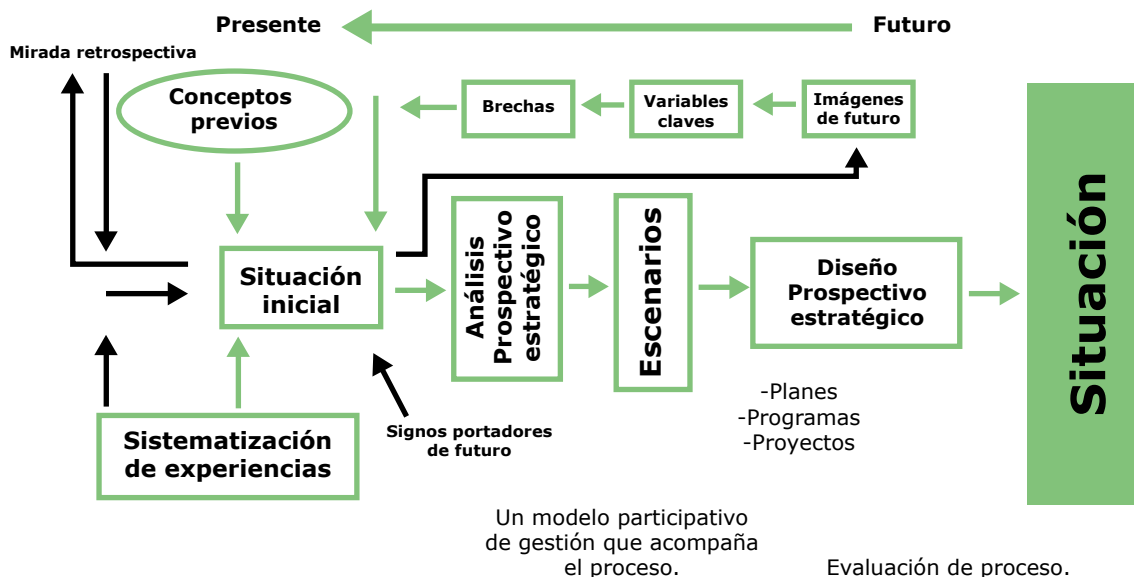 Presente
Futuro
Mirada retrospectiva
Conceptos
previos
Brechas
Variables
claves
Imágenes
de futuro
Situación
inicial
Análisis
Prospectivo
estratégico
Escenarios
Diseño
Prospectivo
estratégico
Situación
-Planes
-Programas
-Proyectos
Sistematización
de experiencias
Signos portadores
de futuro
Un modelo participativo
de gestión que acompaña
el proceso.
Evaluación de proceso.